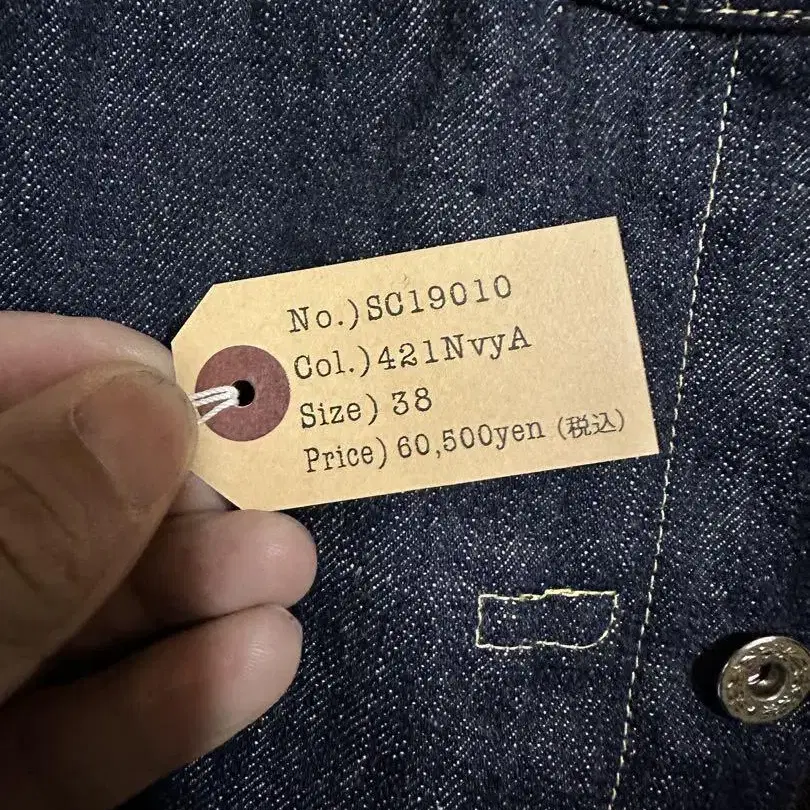 No.)SC19010
Col.)421NvyA
Size) 38
Price) 60,500yen (税込)